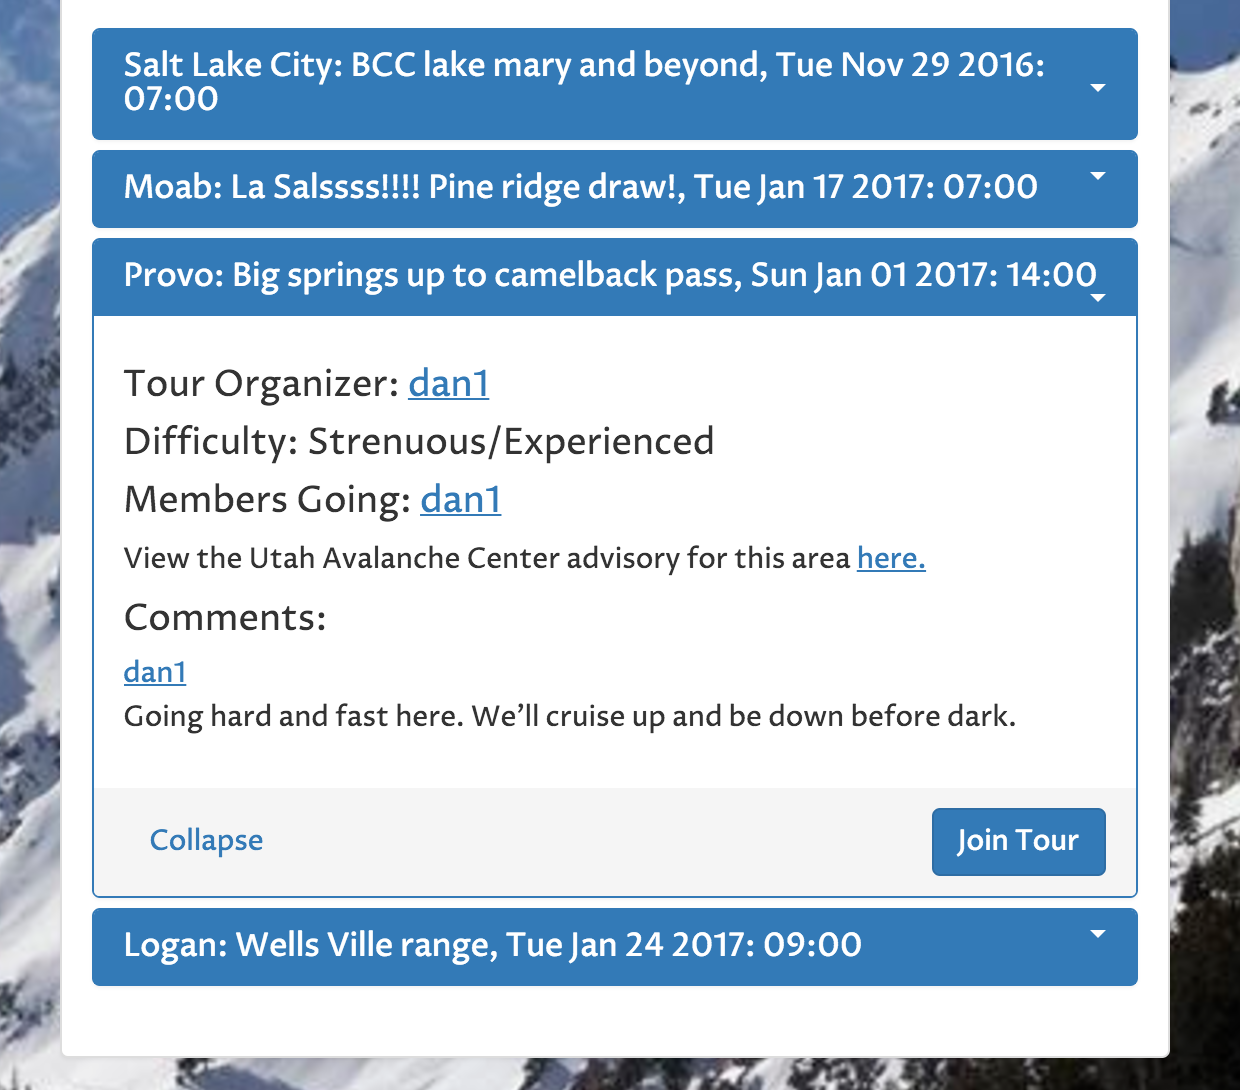 Salt Lake City: BCC lake mary and beyond, Tue Nov 29 2016:
07:00
Moab: La Salssss!!!! Pine ridge draw!, Tue Jan 17 2017: 07:00
Provo: Big springs up to camelback pass, Sun Jan 01 2017: 14:00
Tour Organizer: dan1
Difficulty: Strenuous/Experienced
Members Going: dan1
View the Utah Avalanche Center advisory for this area here.
Comments:
dan1
Going hard and fast here. We’ll cruise up and be down before dark.
Collapse
Join Tour
Logan: Wells Ville range, Tue Jan 24 2017: 09:00